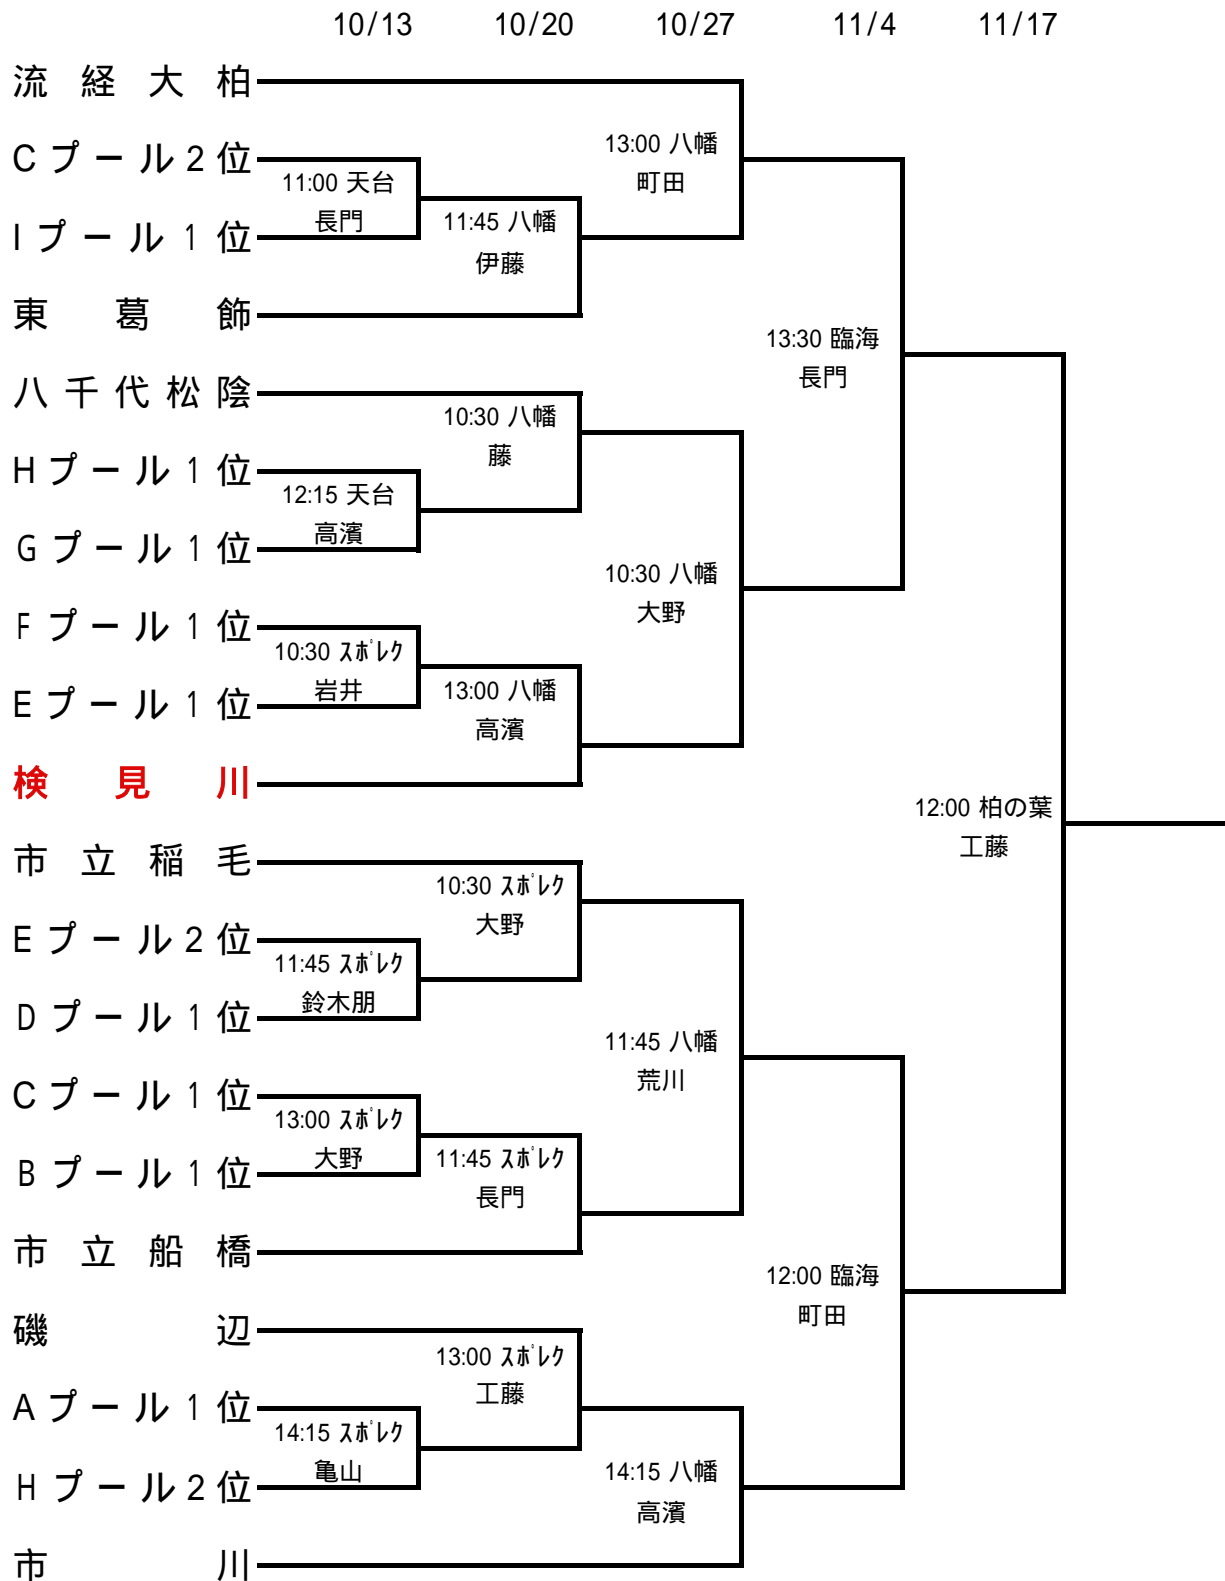 10/13 10/20 10/27 11/4 11/17
流経大柏
13:00 八幡
町田
Cプール2位
11:00 天台
長門
11:45 八幡
伊藤
Iプール1位
東葛飾
13:30 臨海
長門
八千代松陰
10:30 八幡
藤
Hプール1位
12:15 天台
高濱
Gプール1位
10:30 八幡
大野
Fプール1位
10:30 ｽﾎﾟﾚｸ
岩井
13:00 八幡
高濱
Eプール1位
検見川
12:00 柏の葉
工藤
市立稲毛
10:30 ｽﾎﾟﾚｸ
大野
Eプール2位
11:45 ｽﾎﾟﾚｸ
鈴木朋
Dプール1位
11:45 八幡
荒川
Cプール1位
13:00 ｽﾎﾟﾚｸ
大野
11:45 ｽﾎﾟﾚｸ
長門
Bプール1位
市立船橋
12:00 臨海
町田
磯辺
13:00 ｽﾎﾟﾚｸ
工藤
Aプール1位
14:15 ｽﾎﾟﾚｸ
亀山
14:15 八幡
高濱
Hプール2位
市川